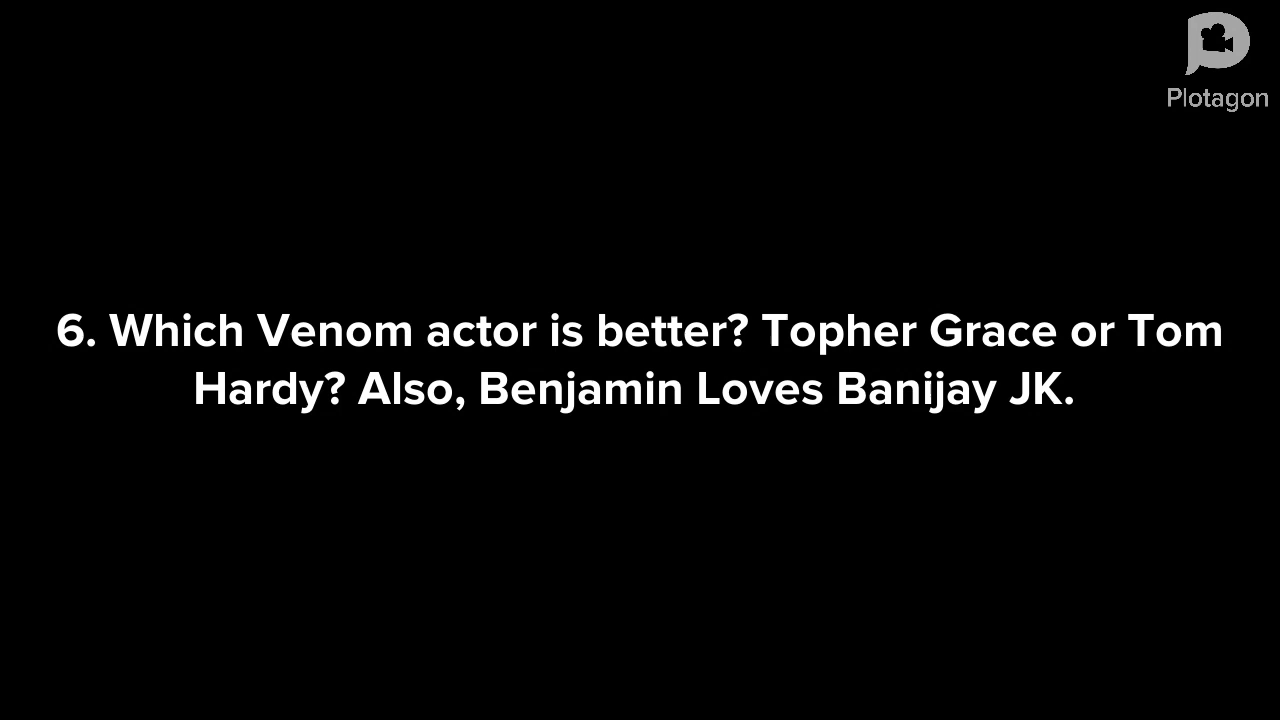 Plotagon
6. Which Venom actor is better? Topher Grace or Tom
Hardy? Also, Benjamin Loves Banijay JK.